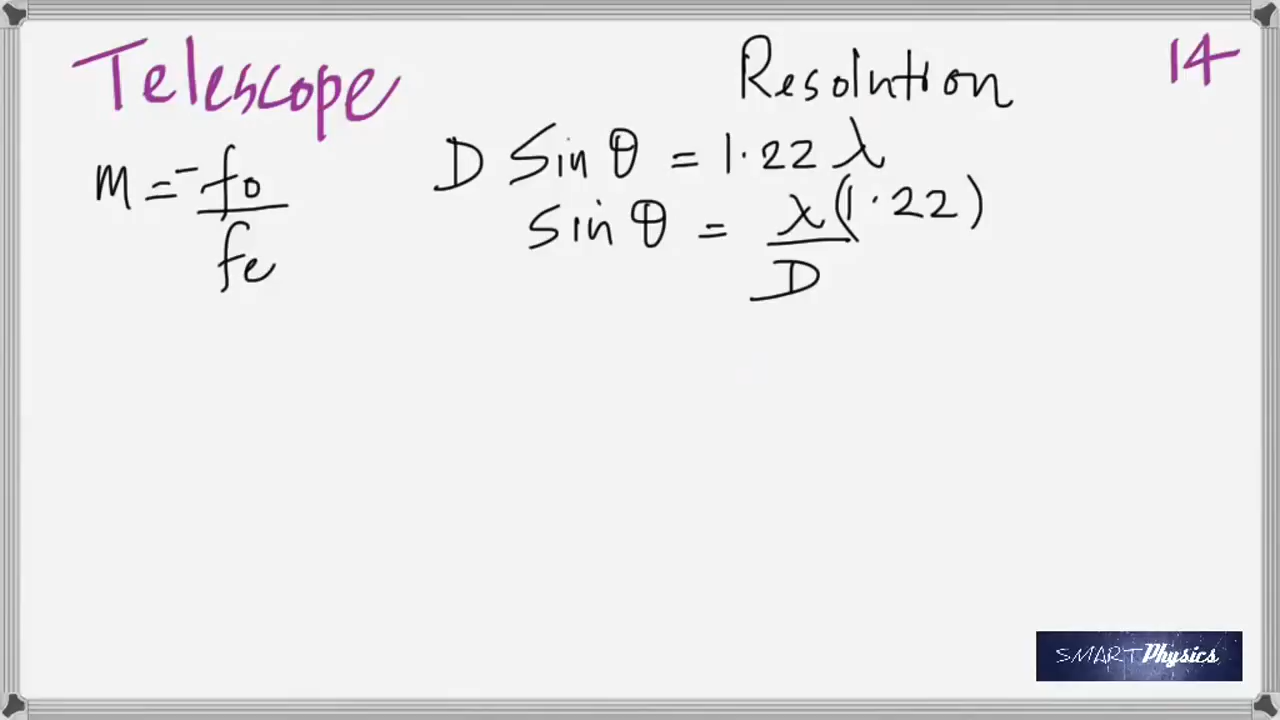 Telescope
Resolution
14
m = -fo/fe
D Sin θ = 1.22 λ
Sin θ = λ(1.22)/D
SMART Physics